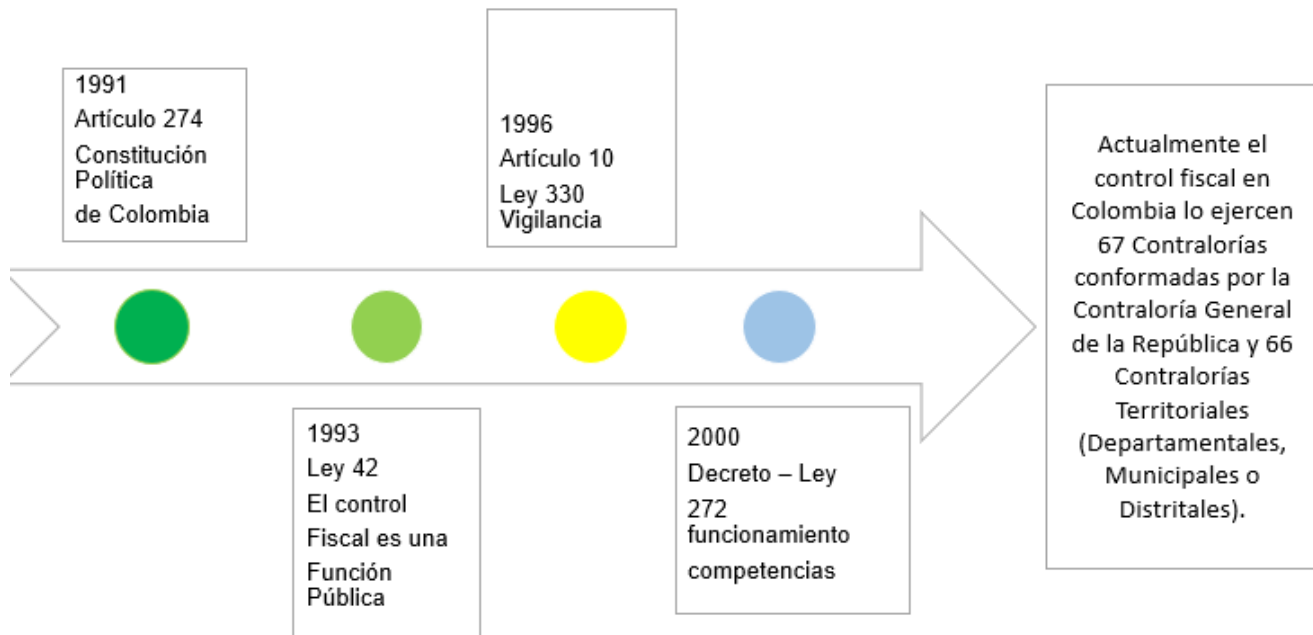 1991
Artículo 274
Constitución
Política
de Colombia
1993
Ley 42
El control
Fiscal es una
Función
Pública
1996
Artículo 10
Ley 330
Vigilancia
2000
Decreto – Ley
272
funcionamiento
competencias
Actualmente el
control fiscal en
Colombia lo ejercen
67 Contralorías
conformadas por la
Contraloría General
de la República y 66
Contralorías
Territoriales
(Departamentales,
Municipales o
Distritales).